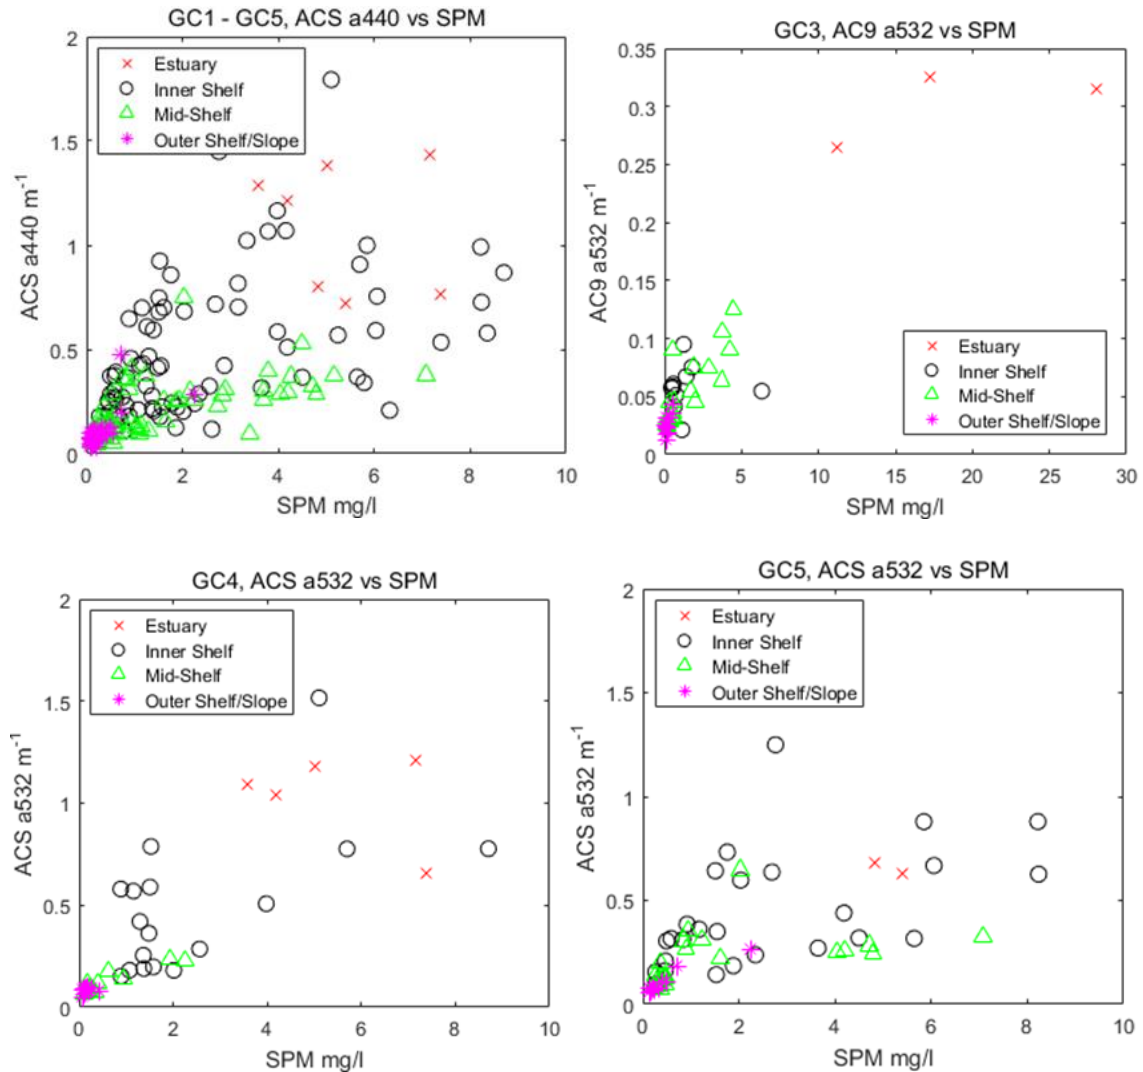 GC1 - GC5, ACS a440 vs SPM
2
1.5
1
0.5
0
ACS a440 m-1
Estuary
Inner Shelf
Mid-Shelf
Outer Shelf/Slope
0 2 4 6 8 10
SPM mg/l
GC3, AC9 a532 vs SPM
0.35
0.3
0.25
0.2
0.15
0.1
0.05
0
AC9 a532 m-1
Estuary
Inner Shelf
Mid-Shelf
Outer Shelf/Slope
0 5 10 15 20 25 30
SPM mg/l
GC4, ACS a532 vs SPM
2
1.5
1
0.5
0
ACS a532 m-1
Estuary
Inner Shelf
Mid-Shelf
Outer Shelf/Slope
0 2 4 6 8 10
SPM mg/l
GC5, ACS a532 vs SPM
2
1.5
1
0.5
0
ACS a532 m-1
Estuary
Inner Shelf
Mid-Shelf
Outer Shelf/Slope
0 2 4 6 8 10
SPM mg/l